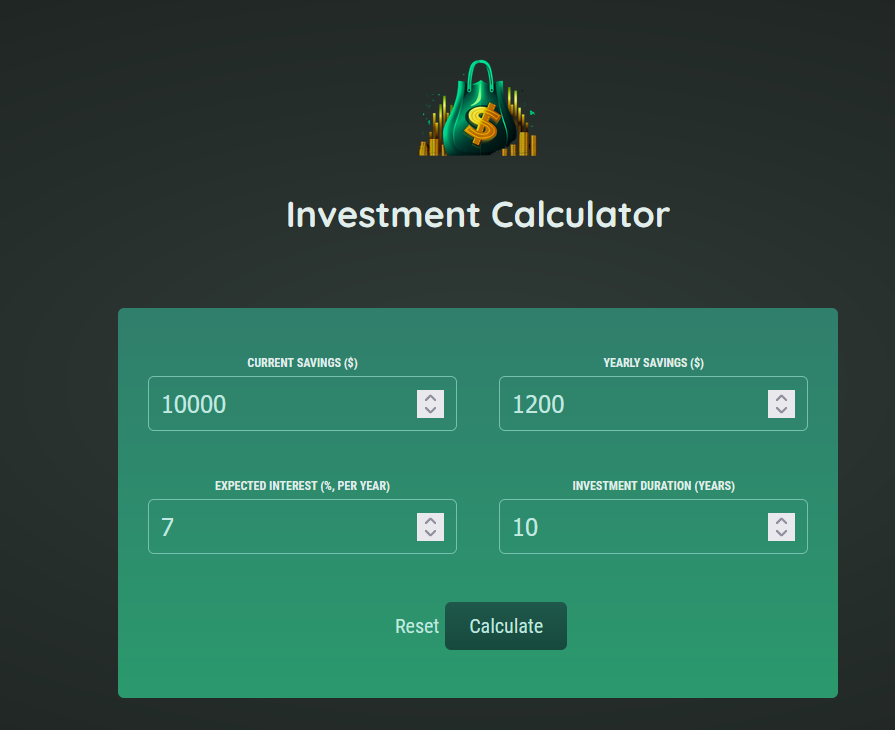 $
Investment Calculator
CURRENT SAVINGS ($)
YEARLY SAVINGS ($)
10000
1200
EXPECTED INTEREST (%, PER YEAR)
INVESTMENT DURATION (YEARS)
7
10
Reset
Calculate